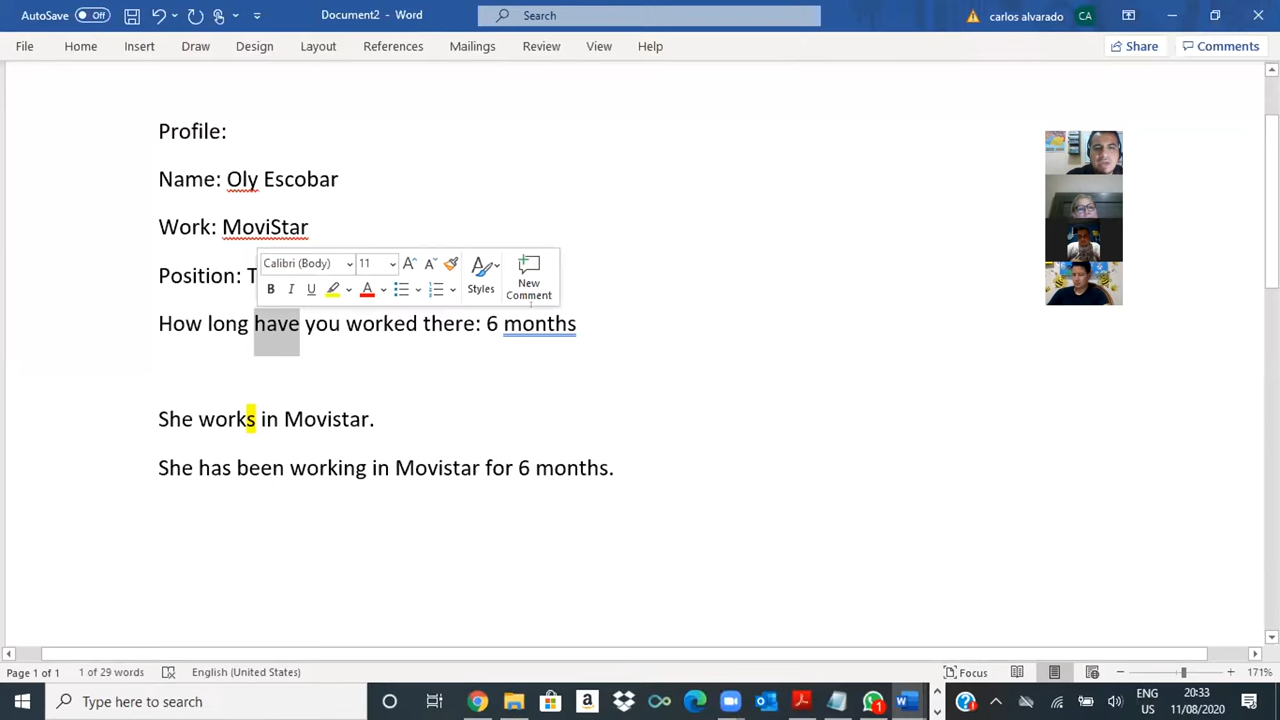 AutoSave Off
Document2 - Word
Search
carlos alvarado CA
File Home Insert Draw Design Layout References Mailings Review View Help Share Comments
Profile:
Name: Oly Escobar
Work: MoviStar
Position: T
Calibri (Body) 11 A A Styles New Comment
B I U A
How long have you worked there: 6 months
She works in Movistar.
She has been working in Movistar for 6 months.
Page 1 of 1 1 of 29 words English (United States) Focus 171%
Type here to search
1
ENG 20:33
US 11/08/2020